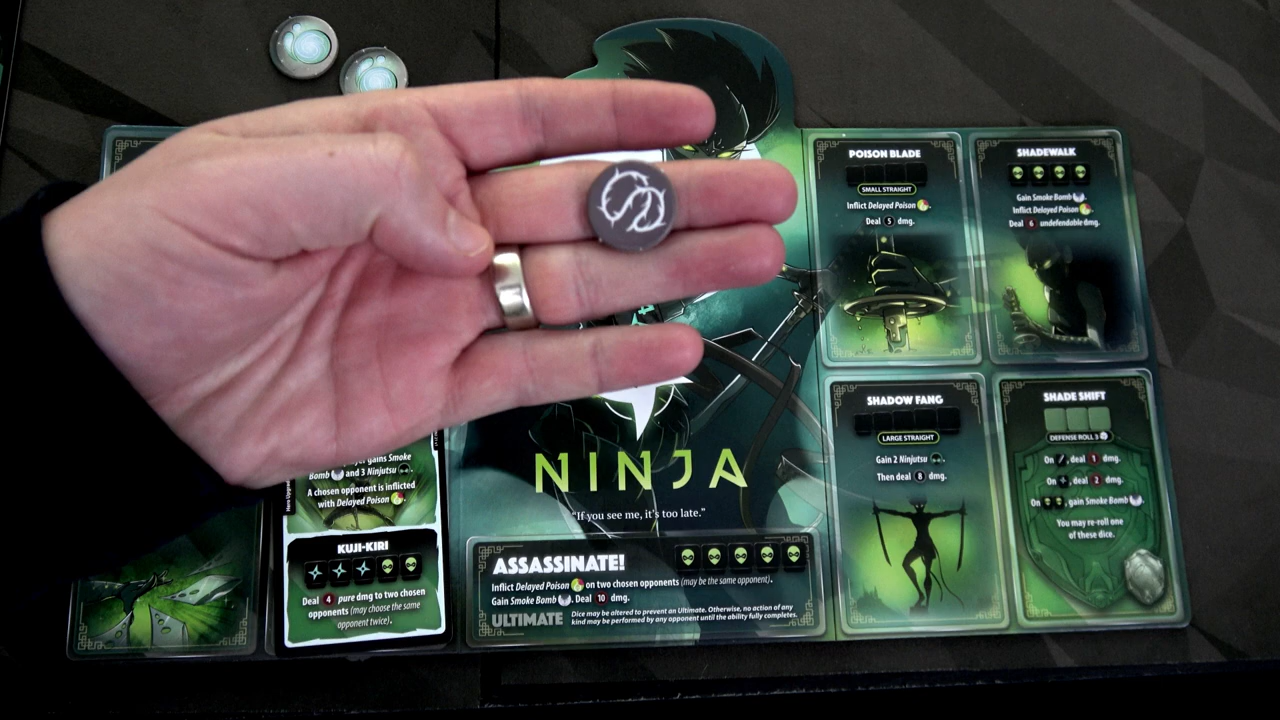 POISON BLADE
SMALL STRAIGHT
Inflict Delayed Poison.
Deal 5 dmg.
SHADEWALK
Gain Smoke Bomb.
Inflict Delayed Poison.
Deal 6 undefendable dmg.
SHADOW FANG
LARGE STRAIGHT
Gain 2 Ninjutsu.
Then deal 8 dmg.
SHADE SHIFT
DEFENSE ROLL 3
On, deal 1 dmg.
On, deal 2 dmg.
On, gain Smoke Bomb.
You may re-roll one
of these dice.
gains Smoke
Bomb and 3 Ninjutsu.
A chosen opponent is inflicted
with Delayed Poison.
KUJI-KIRI
Deal 4 pure dmg to two chosen
opponents (may choose the same
opponent twice).
NINJA
"If you see me, it's too late."
ASSASSINATE!
Inflict Delayed Poison on two chosen opponents (may be the same opponent).
Gain Smoke Bomb. Deal 10 dmg.
ULTIMATE
Dice may be altered to prevent an Ultimate. Otherwise, no action of any
kind may be performed by any opponent until the ability fully completes.